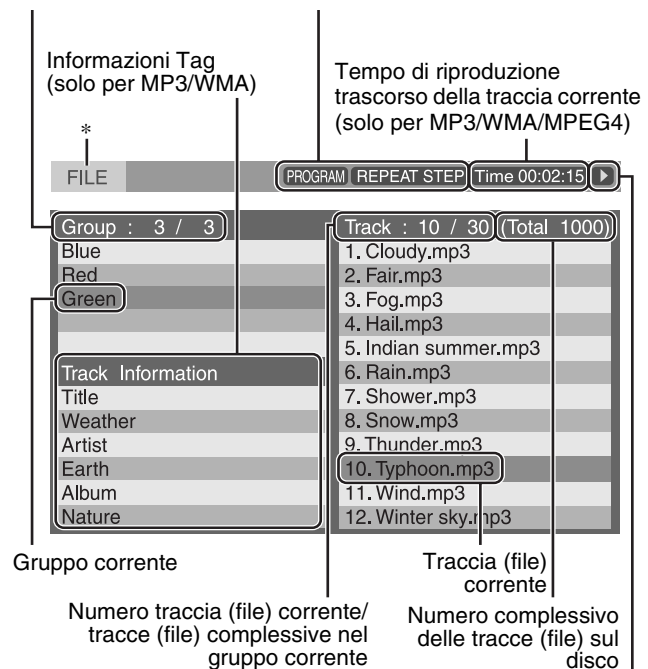 Informazioni Tag
(solo per MP3/WMA)
Tempo di riproduzione
trascorso della traccia corrente
(solo per MP3/WMA/MPEG4)
*
FILE
PROGRAM REPEAT STEP Time 00:02:15
Group : 3 / 3
Blue
Red
Green
Track Information
Title
Weather
Artist
Earth
Album
Nature
Track : 10 / 30 (Total 1000)
1. Cloudy.mp3
2. Fair.mp3
3. Fog.mp3
4. Hail.mp3
5. Indian summer.mp3
6. Rain.mp3
7. Shower.mp3
8. Snow.mp3
9. Thunder.mp3
10. Typhoon.mp3
11. Wind.mp3
12. Winter sky.mp3
Gruppo corrente
Traccia (file)
corrente
Numero traccia (file) corrente/
tracce (file) complessive nel
gruppo corrente
Numero complessivo
delle tracce (file) sul
disco